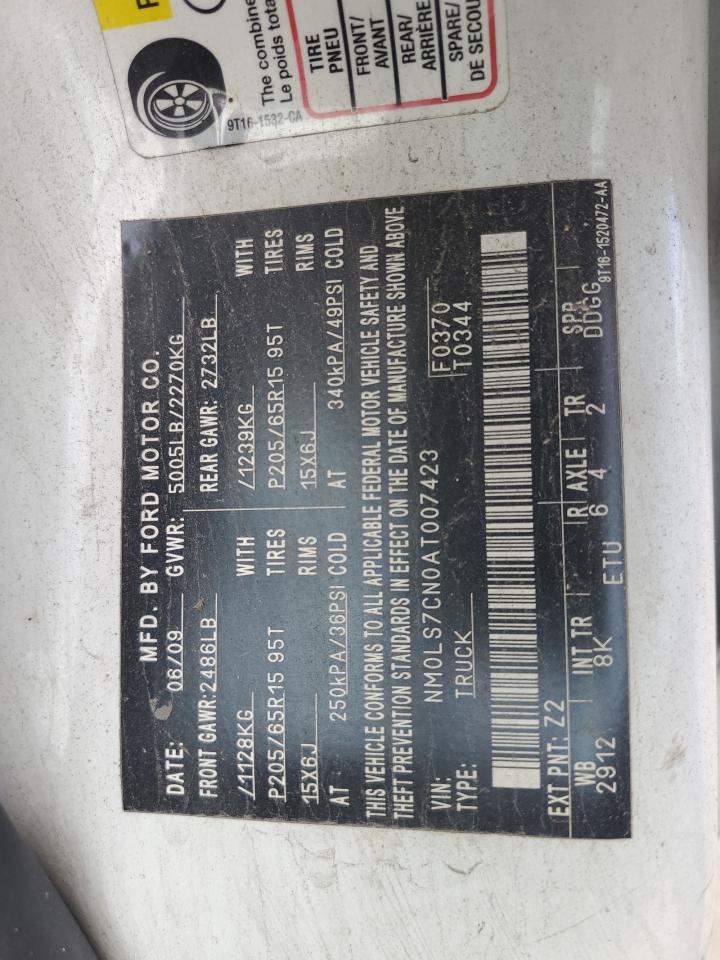 F
The combine
Le poids tota
TIRE
PNEU
FRONT/
AVANT
REAR/
ARRIÈRE
SPARE/
DE SECOU
9T16-1532-CA
MFD. BY FORD MOTOR CO.
DATE: 06/09 GVWR: 5005LB/2270KG
FRONT GAWR:2486LB REAR GAWR: 2732LB
/1128KG WITH /1239KG WITH
P205/65R15 95T TIRES P205/65R15 95T TIRES
15X6J RIMS 15X6J RIMS
AT 250kPA/36PSI COLD AT 340kPA/49PSI COLD
THIS VEHICLE CONFORMS TO ALL APPLICABLE FEDERAL MOTOR VEHICLE SAFETY AND
THEFT PREVENTION STANDARDS IN EFFECT ON THE DATE OF MANUFACTURE SHOWN ABOVE
VIN: NM0LS7CN0AT007423 F0370
TYPE: TRUCK T0344
EXT PNT: Z2
WB INT TR R AXLE TR SPR
2912 8K 6 4 2 DDGG
ETU
9T16-1520472-AA